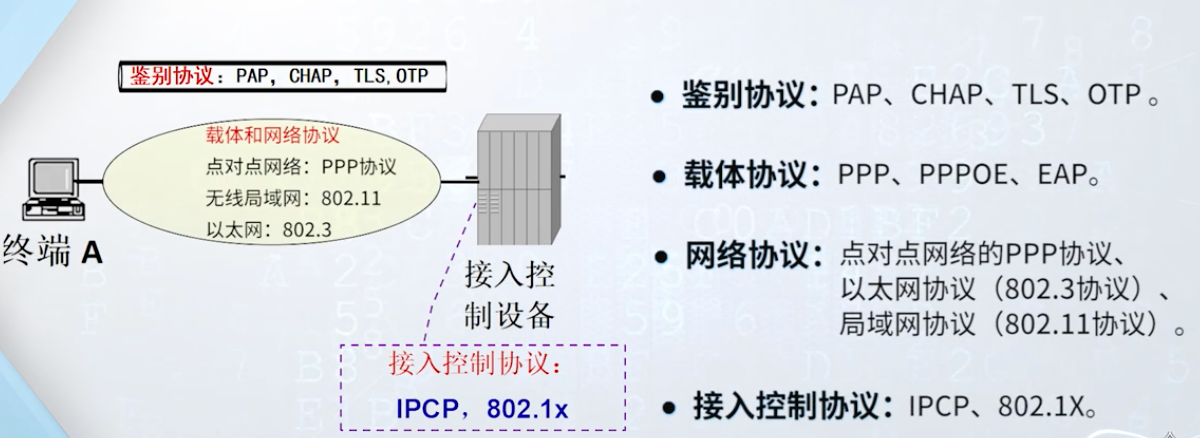 鉴别协议：PAP，CHAP，TLS,OTP
载体和网络协议
点对点网络：PPP协议
无线局域网：802.11
以太网：802.3
终端 A
接入控
制设备
接入控制协议：
IPCP，802.1x
● 鉴别协议：PAP、CHAP、TLS、OTP 。
● 载体协议：PPP、PPPOE、EAP。
● 网络协议：点对点网络的PPP协议、
以太网协议（802.3协议）、
局域网协议（802.11协议）。
● 接入控制协议：IPCP、802.1X。